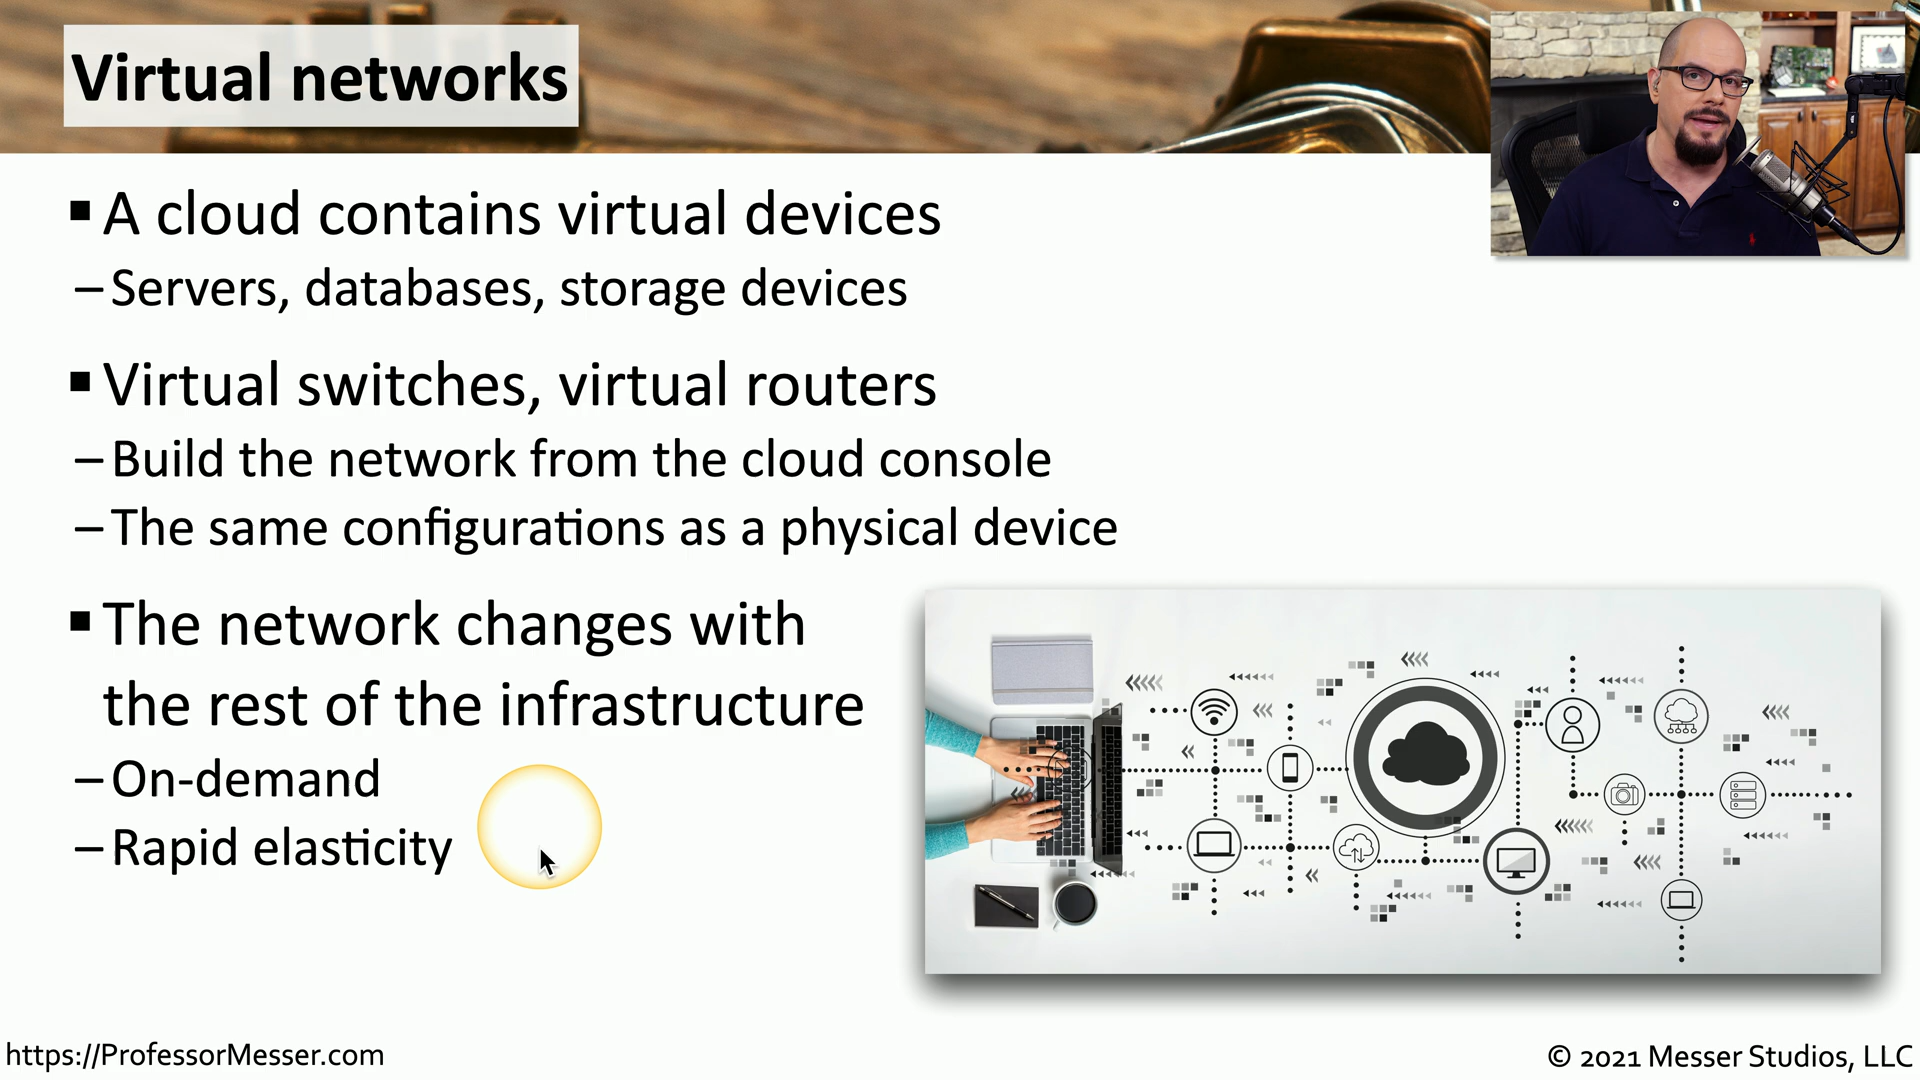 Virtual networks
▪ A cloud contains virtual devices
– Servers, databases, storage devices
▪ Virtual switches, virtual routers
– Build the network from the cloud console
– The same configurations as a physical device
▪ The network changes with
the rest of the infrastructure
– On-demand
– Rapid elasticity
https://ProfessorMesser.com
© 2021 Messer Studios, LLC